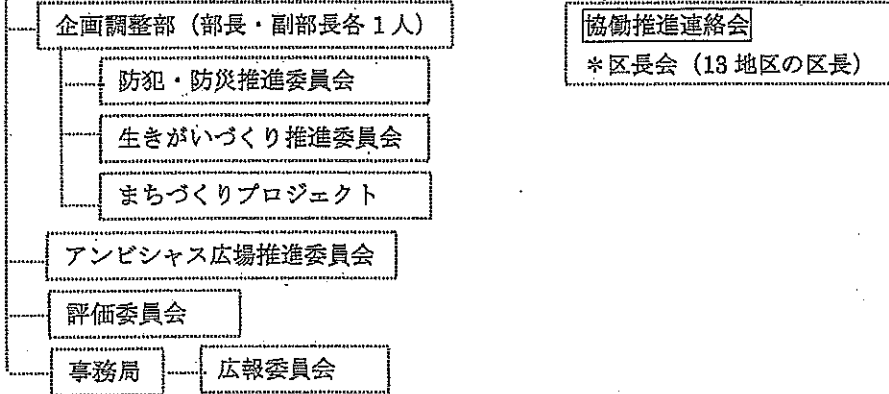 企画調整部（部長・副部長各1人）
防犯・防災推進委員会
生きがいづくり推進委員会
まちづくりプロジェクト
アンビシャス広場推進委員会
評価委員会
事務局
広報委員会
協働推進連絡会
＊区長会（13地区の区長）